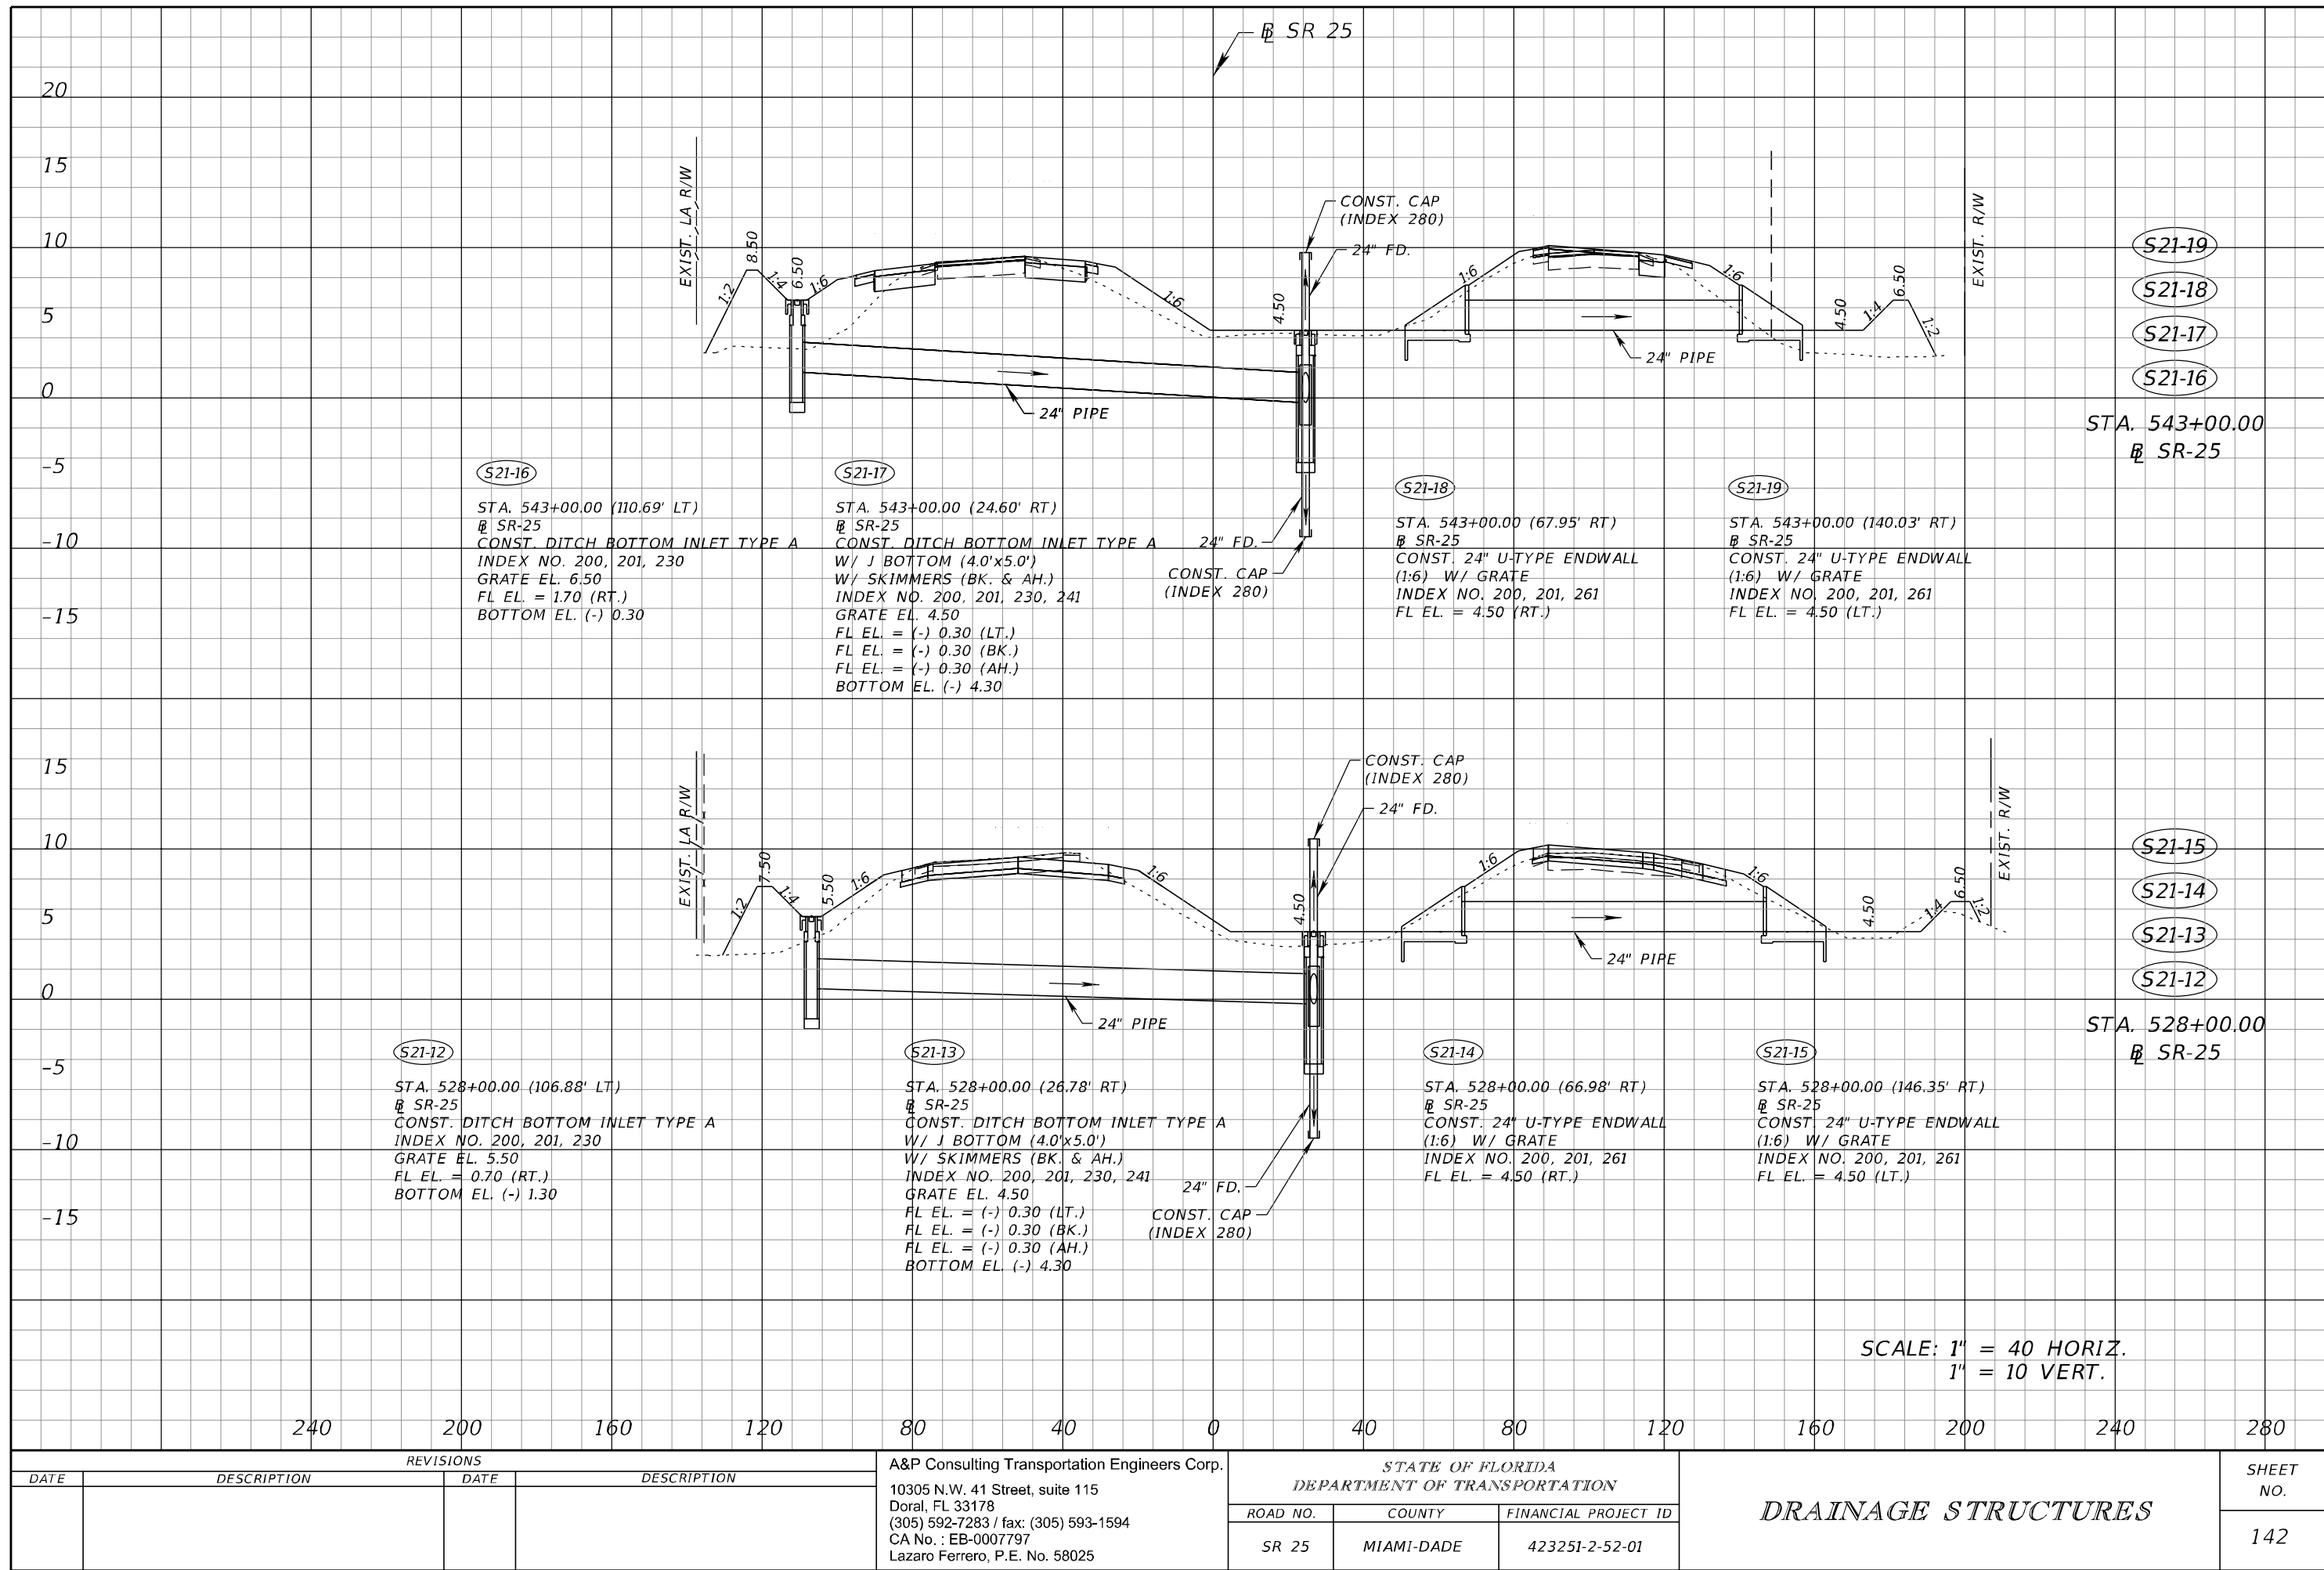 ℄ SR 25
20
15
10
5
0
-5
-10
-15
EXIST. LA R/W
1:2
8.50
1:4
6.50
1:6
1:6
4.50
CONST. CAP
(INDEX 280)
24" FD.
1:6
1:6
24" PIPE
4.50
1:4
6.50
1:2
EXIST. R/W
24" PIPE
24" FD.
CONST. CAP
(INDEX 280)
S21-19
S21-18
S21-17
S21-16
STA. 543+00.00
℄ SR-25
S21-16
STA. 543+00.00 (110.69' LT)
℄ SR-25
CONST. DITCH BOTTOM INLET TYPE A
INDEX NO. 200, 201, 230
GRATE EL. 6.50
FL EL. = 1.70 (RT.)
BOTTOM EL. (-) 0.30
S21-17
STA. 543+00.00 (24.60' RT)
℄ SR-25
CONST. DITCH BOTTOM INLET TYPE A
W/ J BOTTOM (4.0'x5.0')
W/ SKIMMERS (BK. & AH.)
INDEX NO. 200, 201, 230, 241
GRATE EL. 4.50
FL EL. = (-) 0.30 (LT.)
FL EL. = (-) 0.30 (BK.)
FL EL. = (-) 0.30 (AH.)
BOTTOM EL. (-) 4.30
S21-18
STA. 543+00.00 (67.95' RT)
℄ SR-25
CONST. 24" U-TYPE ENDWALL
(1:6) W/ GRATE
INDEX NO. 200, 201, 261
FL EL. = 4.50 (RT.)
S21-19
STA. 543+00.00 (140.03' RT)
℄ SR-25
CONST. 24" U-TYPE ENDWALL
(1:6) W/ GRATE
INDEX NO. 200, 201, 261
FL EL. = 4.50 (LT.)
15
10
5
0
-5
-10
-15
EXIST. LA R/W
1:2
7.50
1:4
5.50
1:6
1:6
4.50
CONST. CAP
(INDEX 280)
24" FD.
1:6
1:6
24" PIPE
4.50
1:4
6.50
1:2
EXIST. R/W
24" PIPE
24" FD.
CONST. CAP
(INDEX 280)
S21-15
S21-14
S21-13
S21-12
STA. 528+00.00
℄ SR-25
S21-12
STA. 528+00.00 (106.88' LT)
℄ SR-25
CONST. DITCH BOTTOM INLET TYPE A
INDEX NO. 200, 201, 230
GRATE EL. 5.50
FL EL. = 0.70 (RT.)
BOTTOM EL. (-) 1.30
S21-13
STA. 528+00.00 (26.78' RT)
℄ SR-25
CONST. DITCH BOTTOM INLET TYPE A
W/ J BOTTOM (4.0'x5.0')
W/ SKIMMERS (BK. & AH.)
INDEX NO. 200, 201, 230, 241
GRATE EL. 4.50
FL EL. = (-) 0.30 (LT.)
FL EL. = (-) 0.30 (BK.)
FL EL. = (-) 0.30 (AH.)
BOTTOM EL. (-) 4.30
S21-14
STA. 528+00.00 (66.98' RT)
℄ SR-25
CONST. 24" U-TYPE ENDWALL
(1:6) W/ GRATE
INDEX NO. 200, 201, 261
FL EL. = 4.50 (RT.)
S21-15
STA. 528+00.00 (146.35' RT)
℄ SR-25
CONST. 24" U-TYPE ENDWALL
(1:6) W/ GRATE
INDEX NO. 200, 201, 261
FL EL. = 4.50 (LT.)
SCALE: 1" = 40 HORIZ.
1" = 10 VERT.
240 200 160 120 80 40 0 40 80 120 160 200 240 280
REVISIONS
DATE DESCRIPTION DATE DESCRIPTION
A&P Consulting Transportation Engineers Corp.
10305 N.W. 41 Street, suite 115
Doral, FL 33178
(305) 592-7283 / fax: (305) 593-1594
CA No. : EB-0007797
Lazaro Ferrero, P.E. No. 58025
STATE OF FLORIDA
DEPARTMENT OF TRANSPORTATION
ROAD NO. COUNTY FINANCIAL PROJECT ID
SR 25 MIAMI-DADE 423251-2-52-01
DRAINAGE STRUCTURES
SHEET
NO.
142